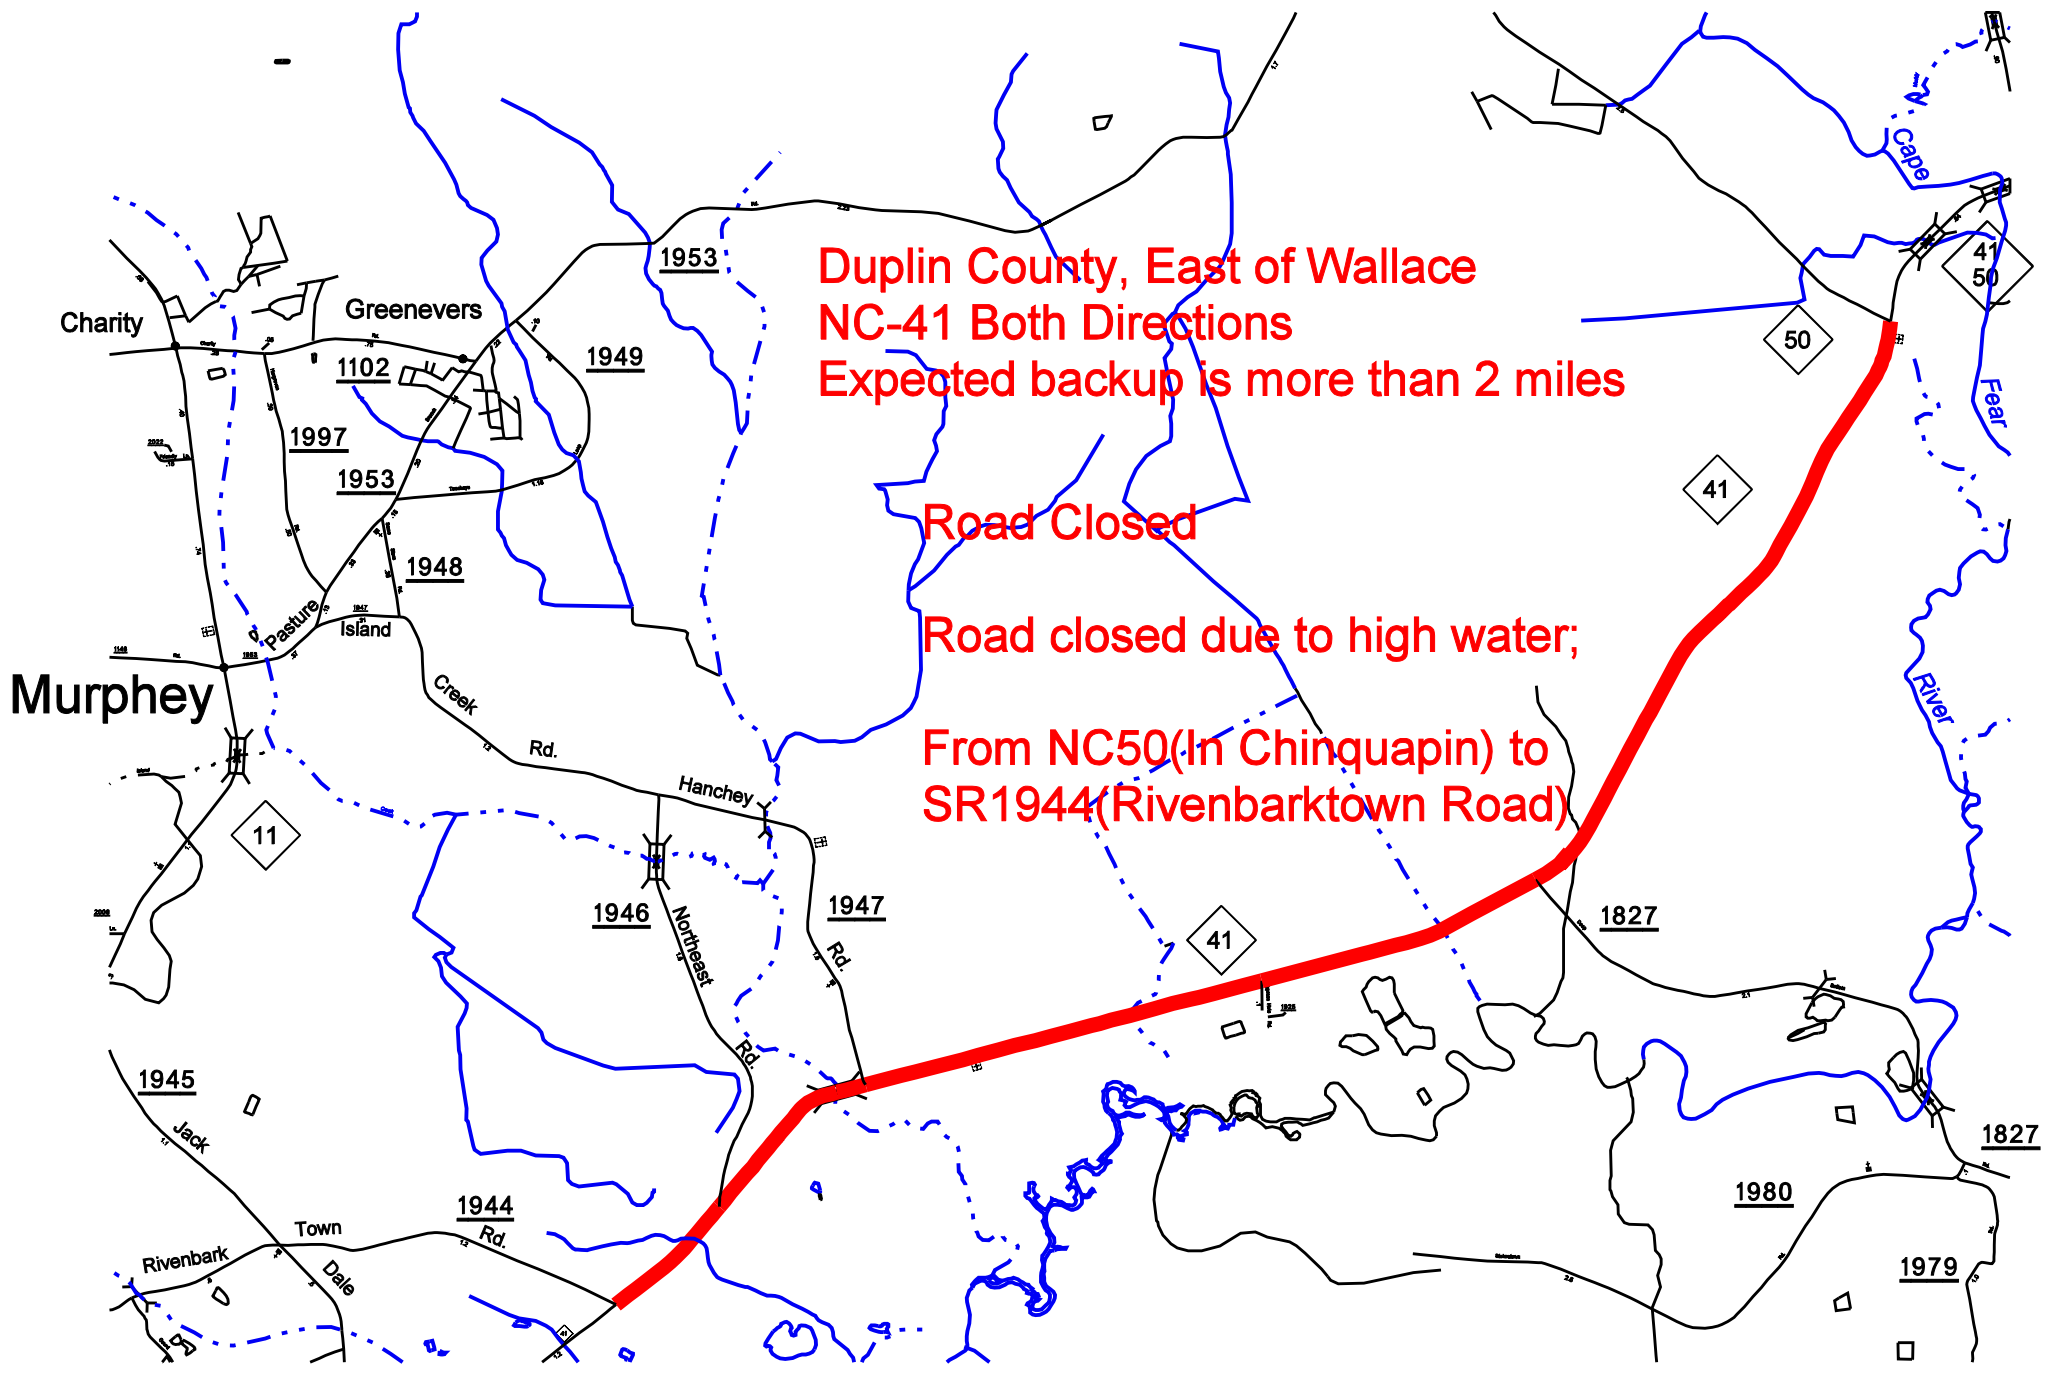 Cape
1953
Duplin County, East of Wallace
NC-41 Both Directions
Expected backup is more than 2 miles
41
50
Charity
Greenevers
1102
1949
50
Fear
1997
1953
41
Road Closed
1948
Pasture
Island
Road closed due to high water;
Murphey
Creek
Rd.
River
From NC50(In Chinquapin) to
SR1944(Rivenbarktown Road)
Hanchey
11
1946
Northeast
Rd.
1947
Rd.
41
1827
1945
Jack
1827
1944
Town
Rd.
Rivenbark
Dale
1980
1979
41